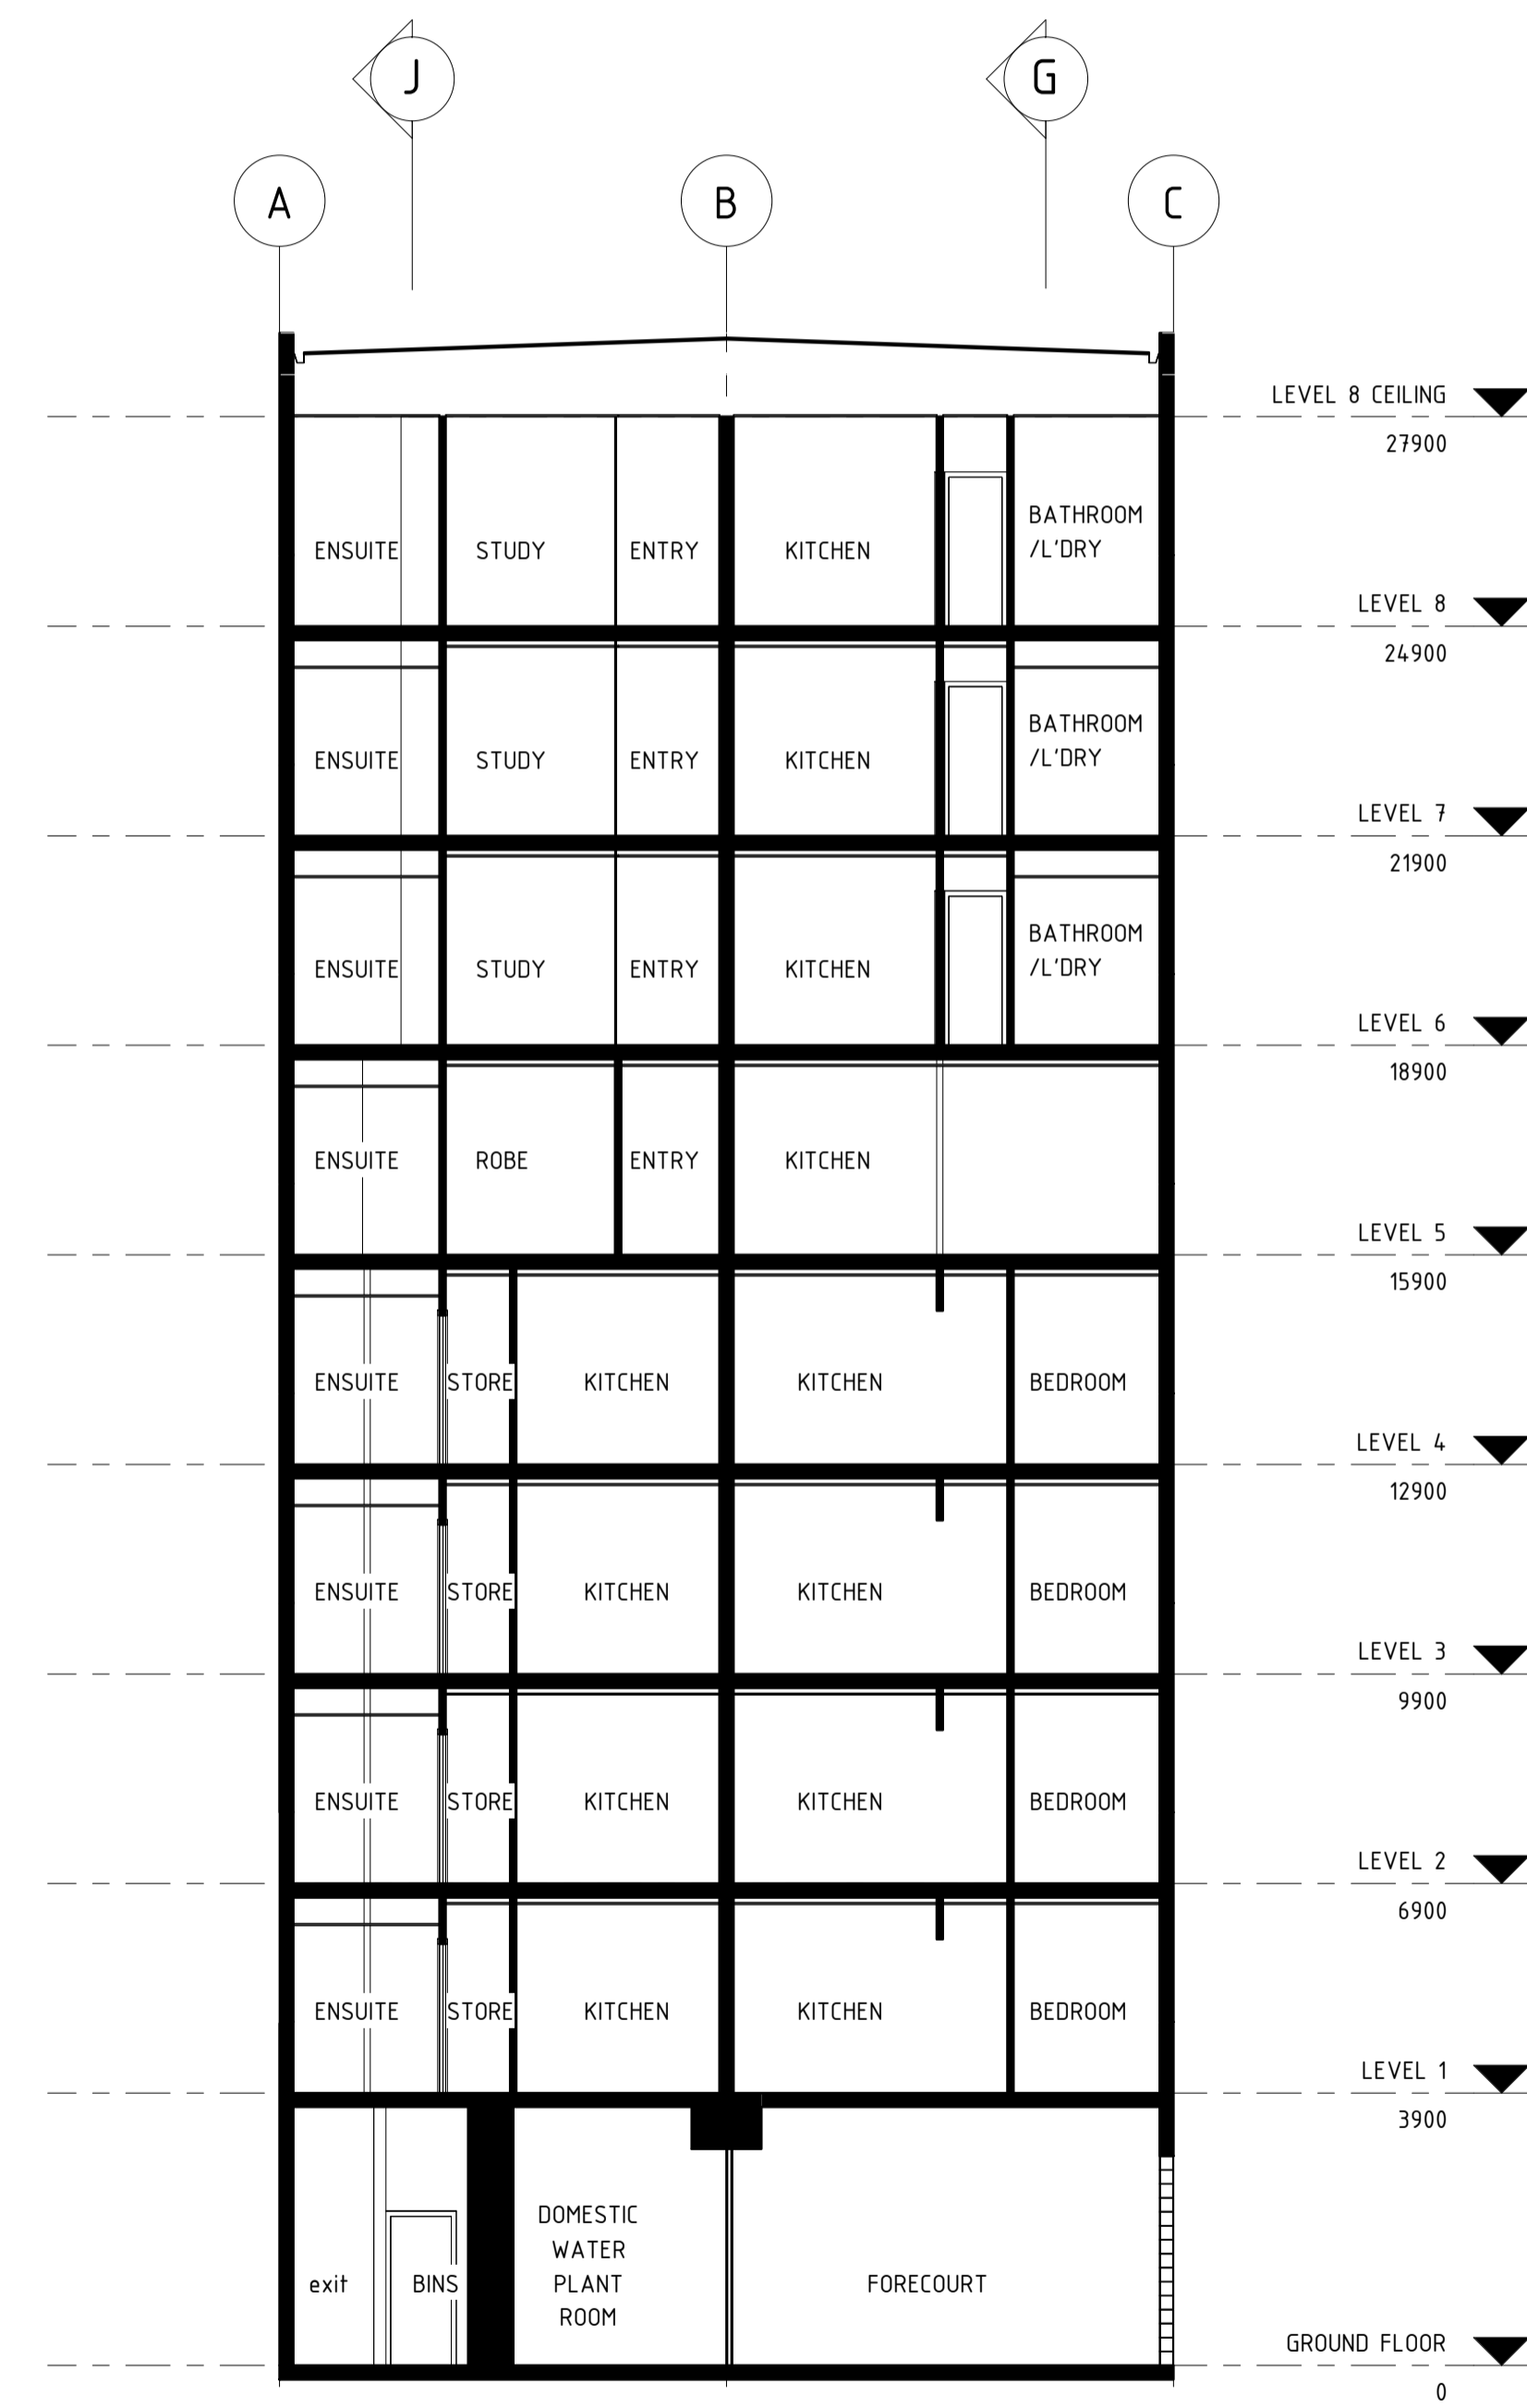 J
G
A
B
C
LEVEL 8 CEILING
27900
BATHROOM
ENSUITE STUDY ENTRY KITCHEN /L'DRY
LEVEL 8
24900
BATHROOM
ENSUITE STUDY ENTRY KITCHEN /L'DRY
LEVEL 7
21900
BATHROOM
ENSUITE STUDY ENTRY KITCHEN /L'DRY
LEVEL 6
18900
ENSUITE ROBE ENTRY KITCHEN
LEVEL 5
15900
ENSUITE STORE KITCHEN KITCHEN BEDROOM
LEVEL 4
12900
ENSUITE STORE KITCHEN KITCHEN BEDROOM
LEVEL 3
9900
ENSUITE STORE KITCHEN KITCHEN BEDROOM
LEVEL 2
6900
ENSUITE STORE KITCHEN KITCHEN BEDROOM
LEVEL 1
3900
DOMESTIC
WATER
exit BINS PLANT FORECOURT
ROOM
GROUND FLOOR
0